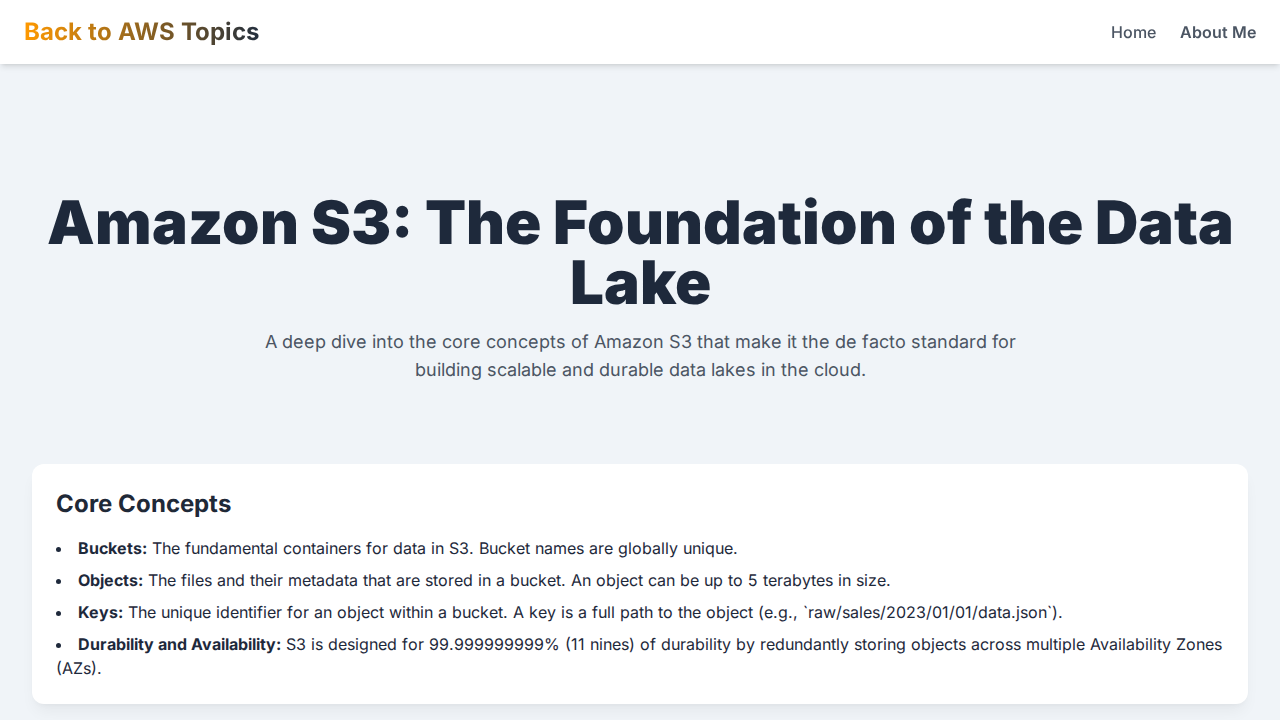 Back to AWS Topics
Home
About Me
Amazon S3: The Foundation of the Data
Lake
A deep dive into the core concepts of Amazon S3 that make it the de facto standard for
building scalable and durable data lakes in the cloud.
Core Concepts
• Buckets: The fundamental containers for data in S3. Bucket names are globally unique.
• Objects: The files and their metadata that are stored in a bucket. An object can be up to 5 terabytes in size.
• Keys: The unique identifier for an object within a bucket. A key is a full path to the object (e.g., `raw/sales/2023/01/01/data.json`).
• Durability and Availability: S3 is designed for 99.999999999% (11 nines) of durability by redundantly storing objects across multiple Availability Zones
(AZs).